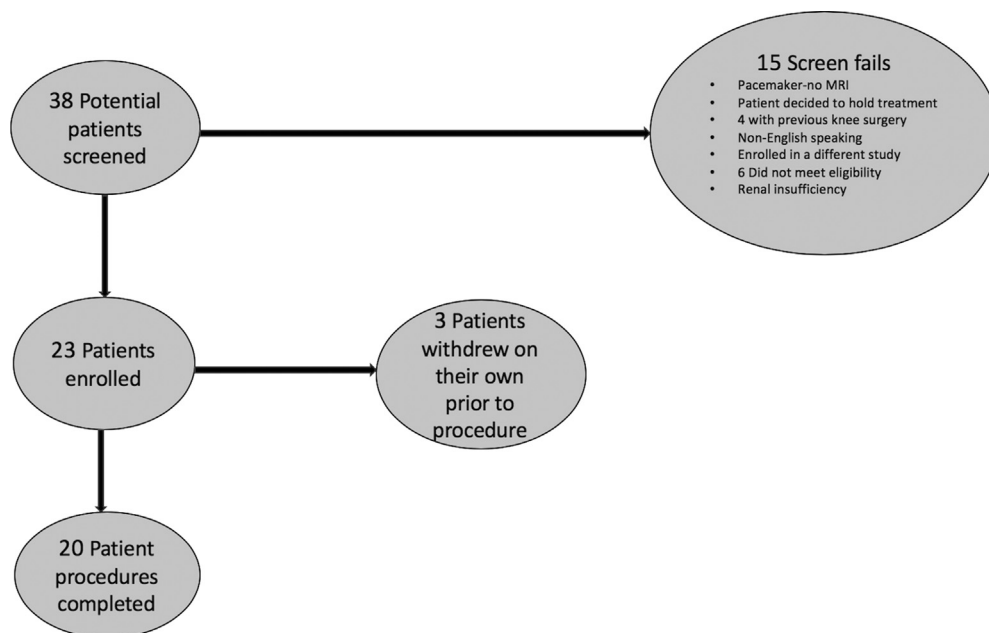 38 Potential
patients
screened
15 Screen fails
• Pacemaker-no MRI
• Patient decided to hold treatment
• 4 with previous knee surgery
• Non-English speaking
• Enrolled in a different study
• 6 Did not meet eligibility
• Renal insufficiency
23 Patients
enrolled
3 Patients
withdrew on
their own
prior to
procedure
20 Patient
procedures
completed